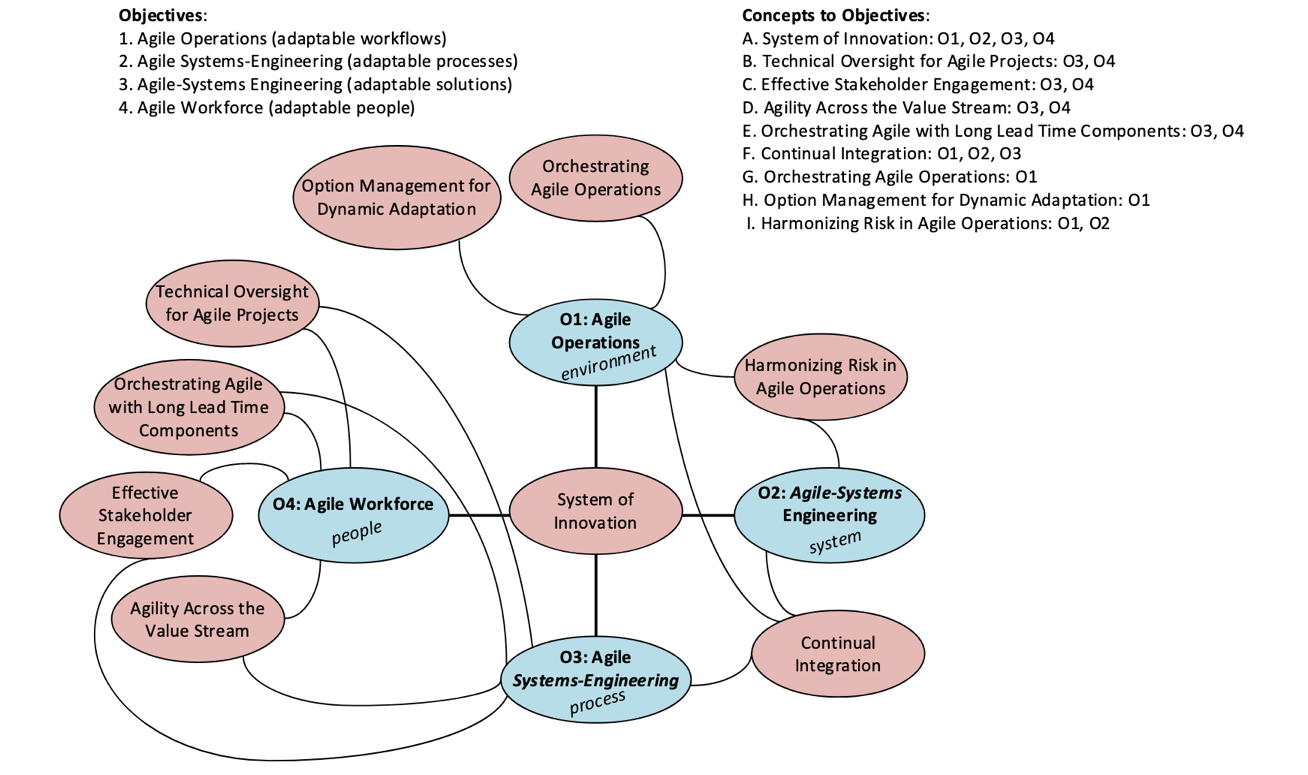 Objectives:
1. Agile Operations (adaptable workflows)
2. Agile Systems-Engineering (adaptable processes)
3. Agile-Systems Engineering (adaptable solutions)
4. Agile Workforce (adaptable people)
Concepts to Objectives:
A. System of Innovation: O1, O2, O3, O4
B. Technical Oversight for Agile Projects: O3, O4
C. Effective Stakeholder Engagement: O3, O4
D. Agility Across the Value Stream: O3, O4
E. Orchestrating Agile with Long Lead Time Components: O3, O4
F. Continual Integration: O1, O2, O3
G. Orchestrating Agile Operations: O1
H. Option Management for Dynamic Adaptation: O1
I. Harmonizing Risk in Agile Operations: O1, O2
Orchestrating
Agile Operations
Option Management for
Dynamic Adaptation
Technical Oversight
for Agile Projects
O1: Agile
Operations
environment
Harmonizing Risk in
Agile Operations
Orchestrating Agile
with Long Lead Time
Components
Effective
Stakeholder
Engagement
O4: Agile Workforce
people
System of
Innovation
O2: Agile-Systems
Engineering
system
Agility Across the
Value Stream
O3: Agile
Systems-Engineering
process
Continual
Integration